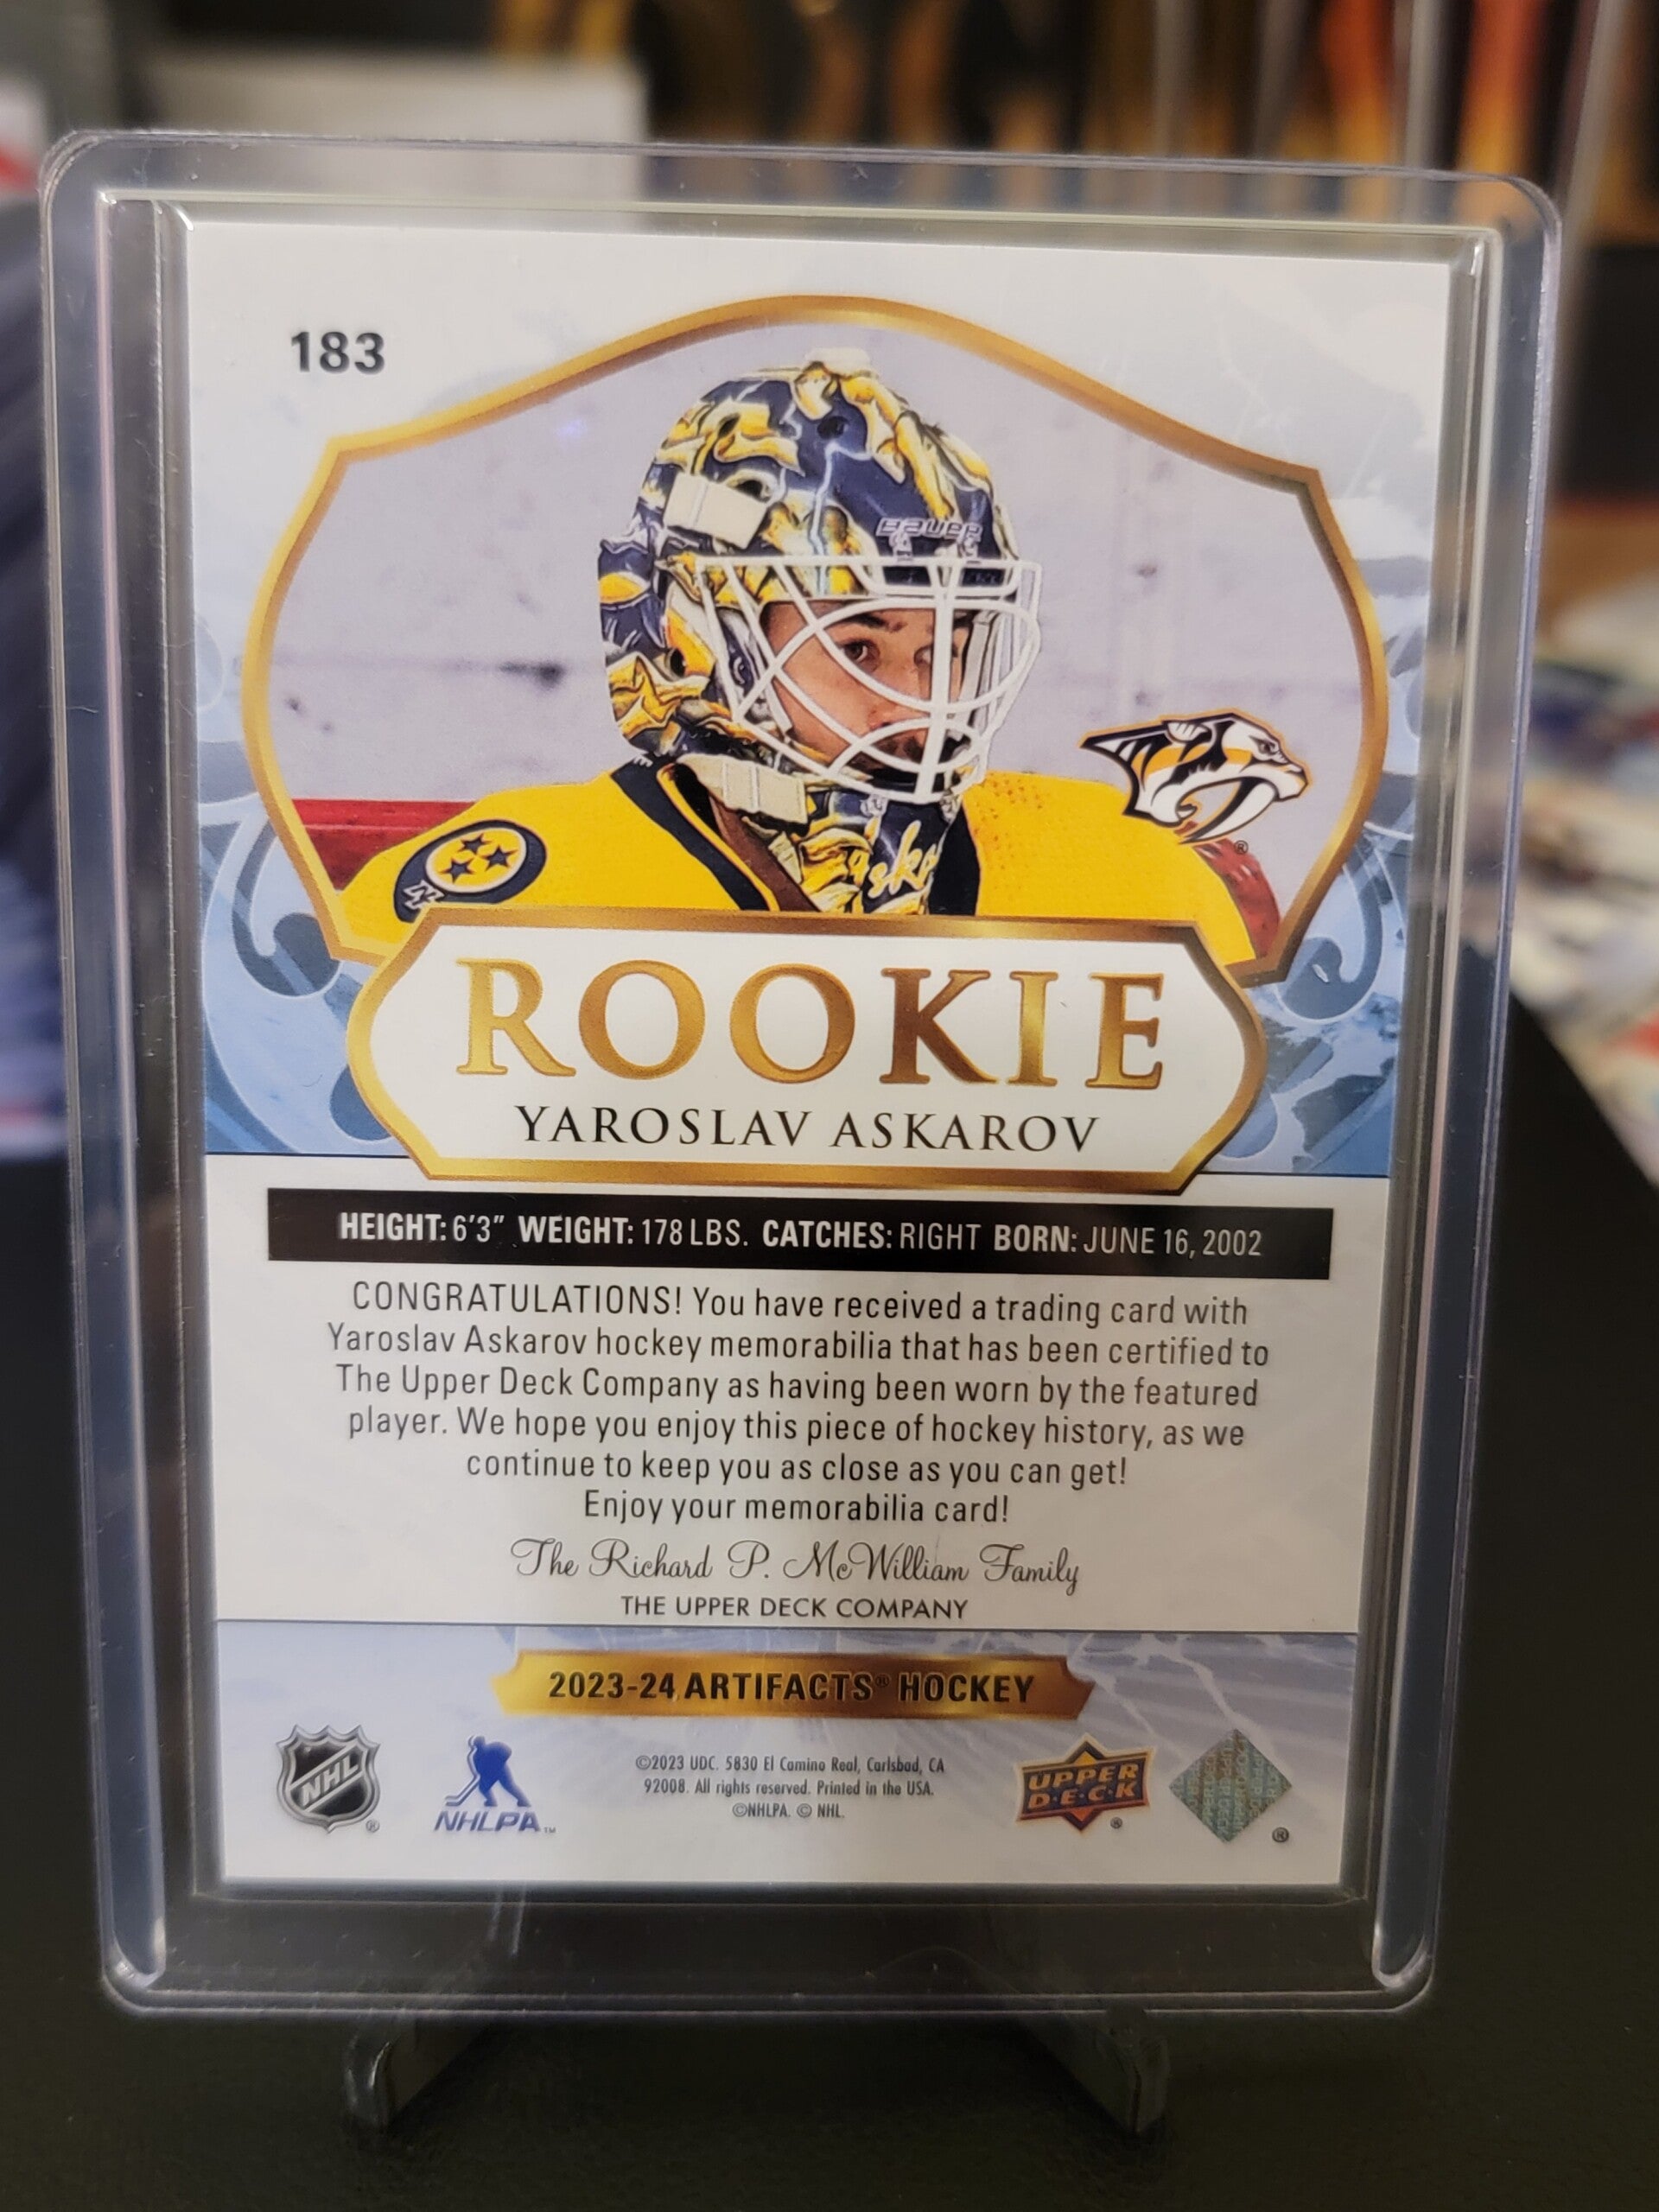 183
BAUER
ROOKIE
YAROSLAV ASKAROV
HEIGHT: 6'3" WEIGHT: 178 LBS. CATCHES: RIGHT BORN: JUNE 16, 2002
CONGRATULATIONS! You have received a trading card with
Yaroslav Askarov hockey memorabilia that has been certified to
The Upper Deck Company as having been worn by the featured
player. We hope you enjoy this piece of hockey history, as we
continue to keep you as close as you can get!
Enjoy your memorabilia card!
The Richard P. McWilliam Family
THE UPPER DECK COMPANY
2023-24 ARTIFACTS® HOCKEY
NHL ®
NHLPA ™
©2023 UDC. 5830 El Camino Real, Carlsbad, CA
92008. All rights reserved. Printed in the USA.
©NHLPA. © NHL.
UPPER
D·E·C·K ®
®